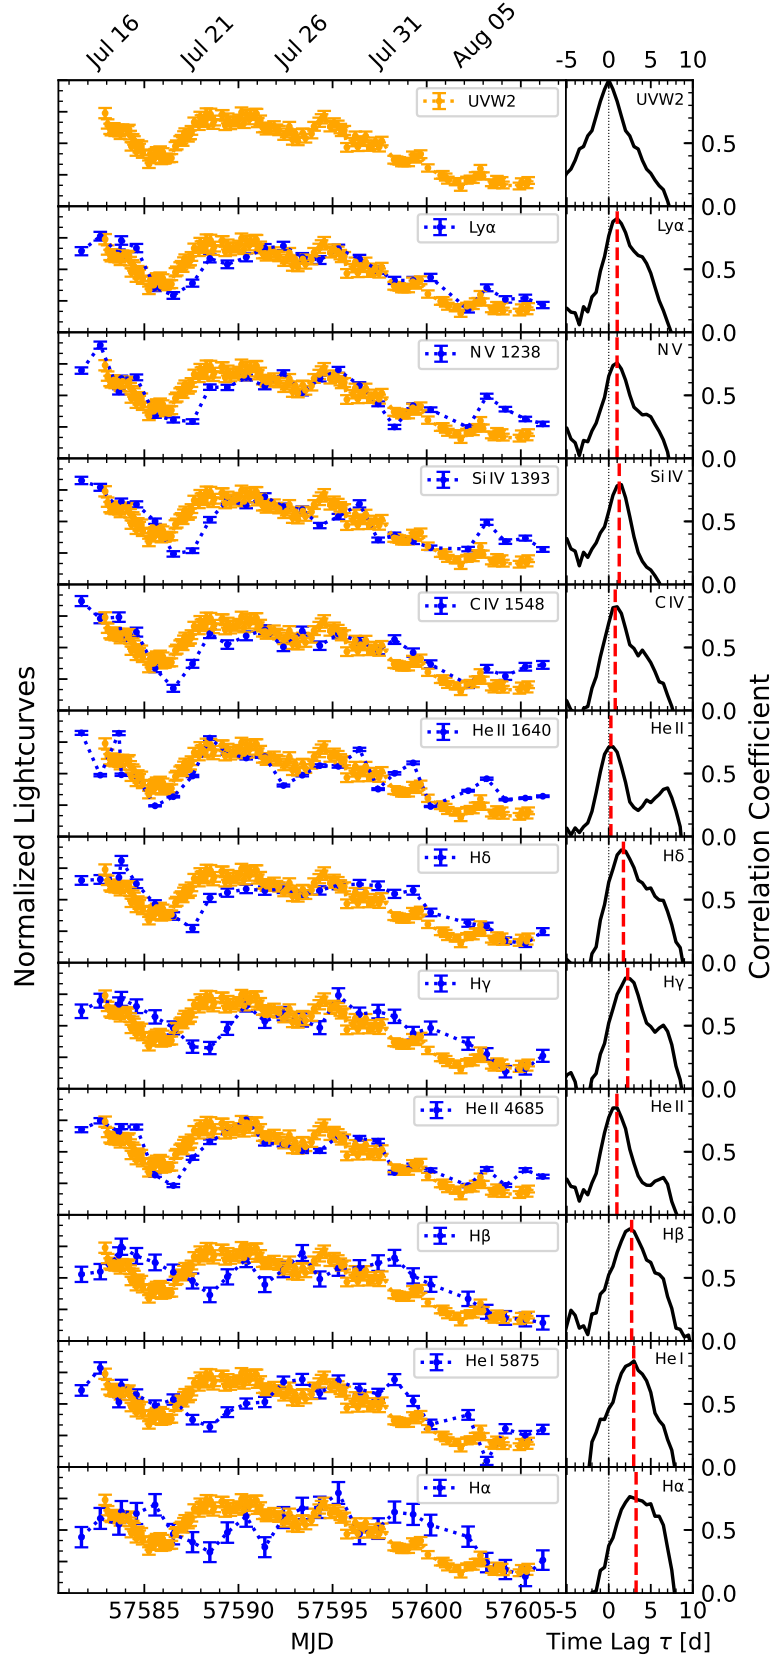 Jul 16 Jul 21 Jul 26 Jul 31 Aug 05 -5 0 5 10
UVW2 UVW2
0.5
0.0
Lyα Lyα
0.5
0.0
N V 1238 N V
0.5
0.0
Si IV 1393 Si IV
0.5
0.0
C IV 1548 C IV
0.5
0.0
He II 1640 He II
0.5
0.0
Hδ Hδ
0.5
0.0
Hγ Hγ
0.5
0.0
He II 4685 He II
0.5
0.0
Hβ Hβ
0.5
0.0
He I 5875 He I
0.5
0.0
Hα Hα
0.5
0.0
57585 57590 57595 57600 57605 -5 0 5 10
MJD Time Lag τ [d]
Normalized Lightcurves
Correlation Coefficient